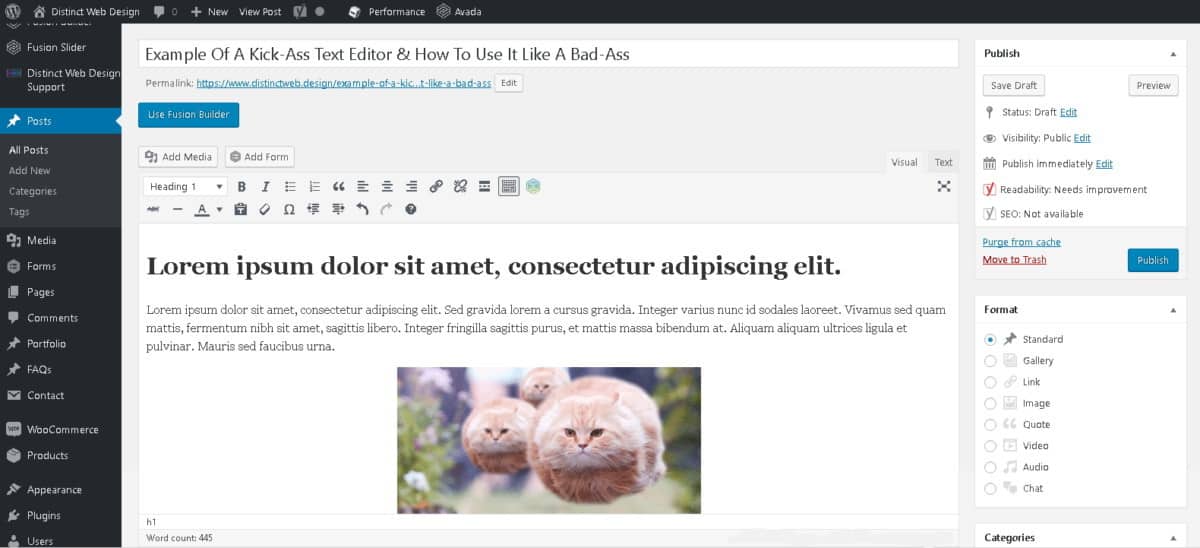 Distinct Web Design
0
New
View Post
Performance
Avada
Fusion Builder
Fusion Slider
Distinct Web Design
Support
Posts
All Posts
Add New
Categories
Tags
Media
Forms
Pages
Comments
Portfolio
FAQs
Contact
WooCommerce
Products
Appearance
Plugins
Users
Example Of A Kick-Ass Text Editor & How To Use It Like A Bad-Ass
Permalink: https://www.distinctweb.design/example-of-a-kic...t-like-a-bad-ass Edit
Use Fusion Builder
Add Media
Add Form
Visual
Text
Heading 1
B
I
ABC
A
Ω
Lorem ipsum dolor sit amet, consectetur adipiscing elit.
Lorem ipsum dolor sit amet, consectetur adipiscing elit. Sed gravida lorem a cursus gravida. Integer varius nunc id sodales laoreet. Vivamus sed quam
mattis, fermentum nibh sit amet, sagittis libero. Integer fringilla sagittis purus, et mattis massa bibendum at. Aliquam aliquam ultrices ligula et
pulvinar. Mauris sed faucibus urna.
h1
Word count: 445
Publish
Save Draft
Preview
Status: Draft Edit
Visibility: Public Edit
Publish immediately Edit
Readability: Needs improvement
SEO: Not available
Purge from cache
Move to Trash
Publish
Format
Standard
Gallery
Link
Image
Quote
Video
Audio
Chat
Categories